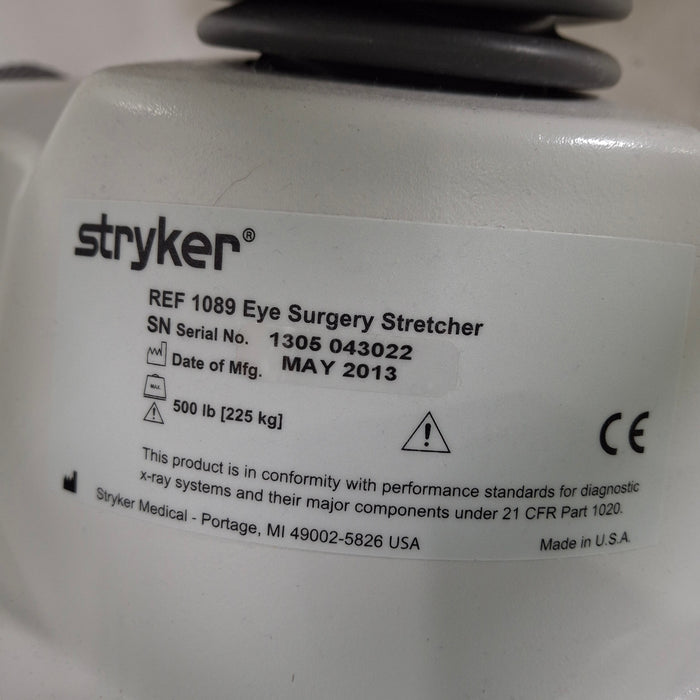 stryker®
REF 1089 Eye Surgery Stretcher
SN Serial No. 1305 043022
Date of Mfg. MAY 2013
MAX
500 lb [225 kg]
CE
This product is in conformity with performance standards for diagnostic
x-ray systems and their major components under 21 CFR Part 1020.
Stryker Medical - Portage, MI 49002-5826 USA
Made in U.S.A.